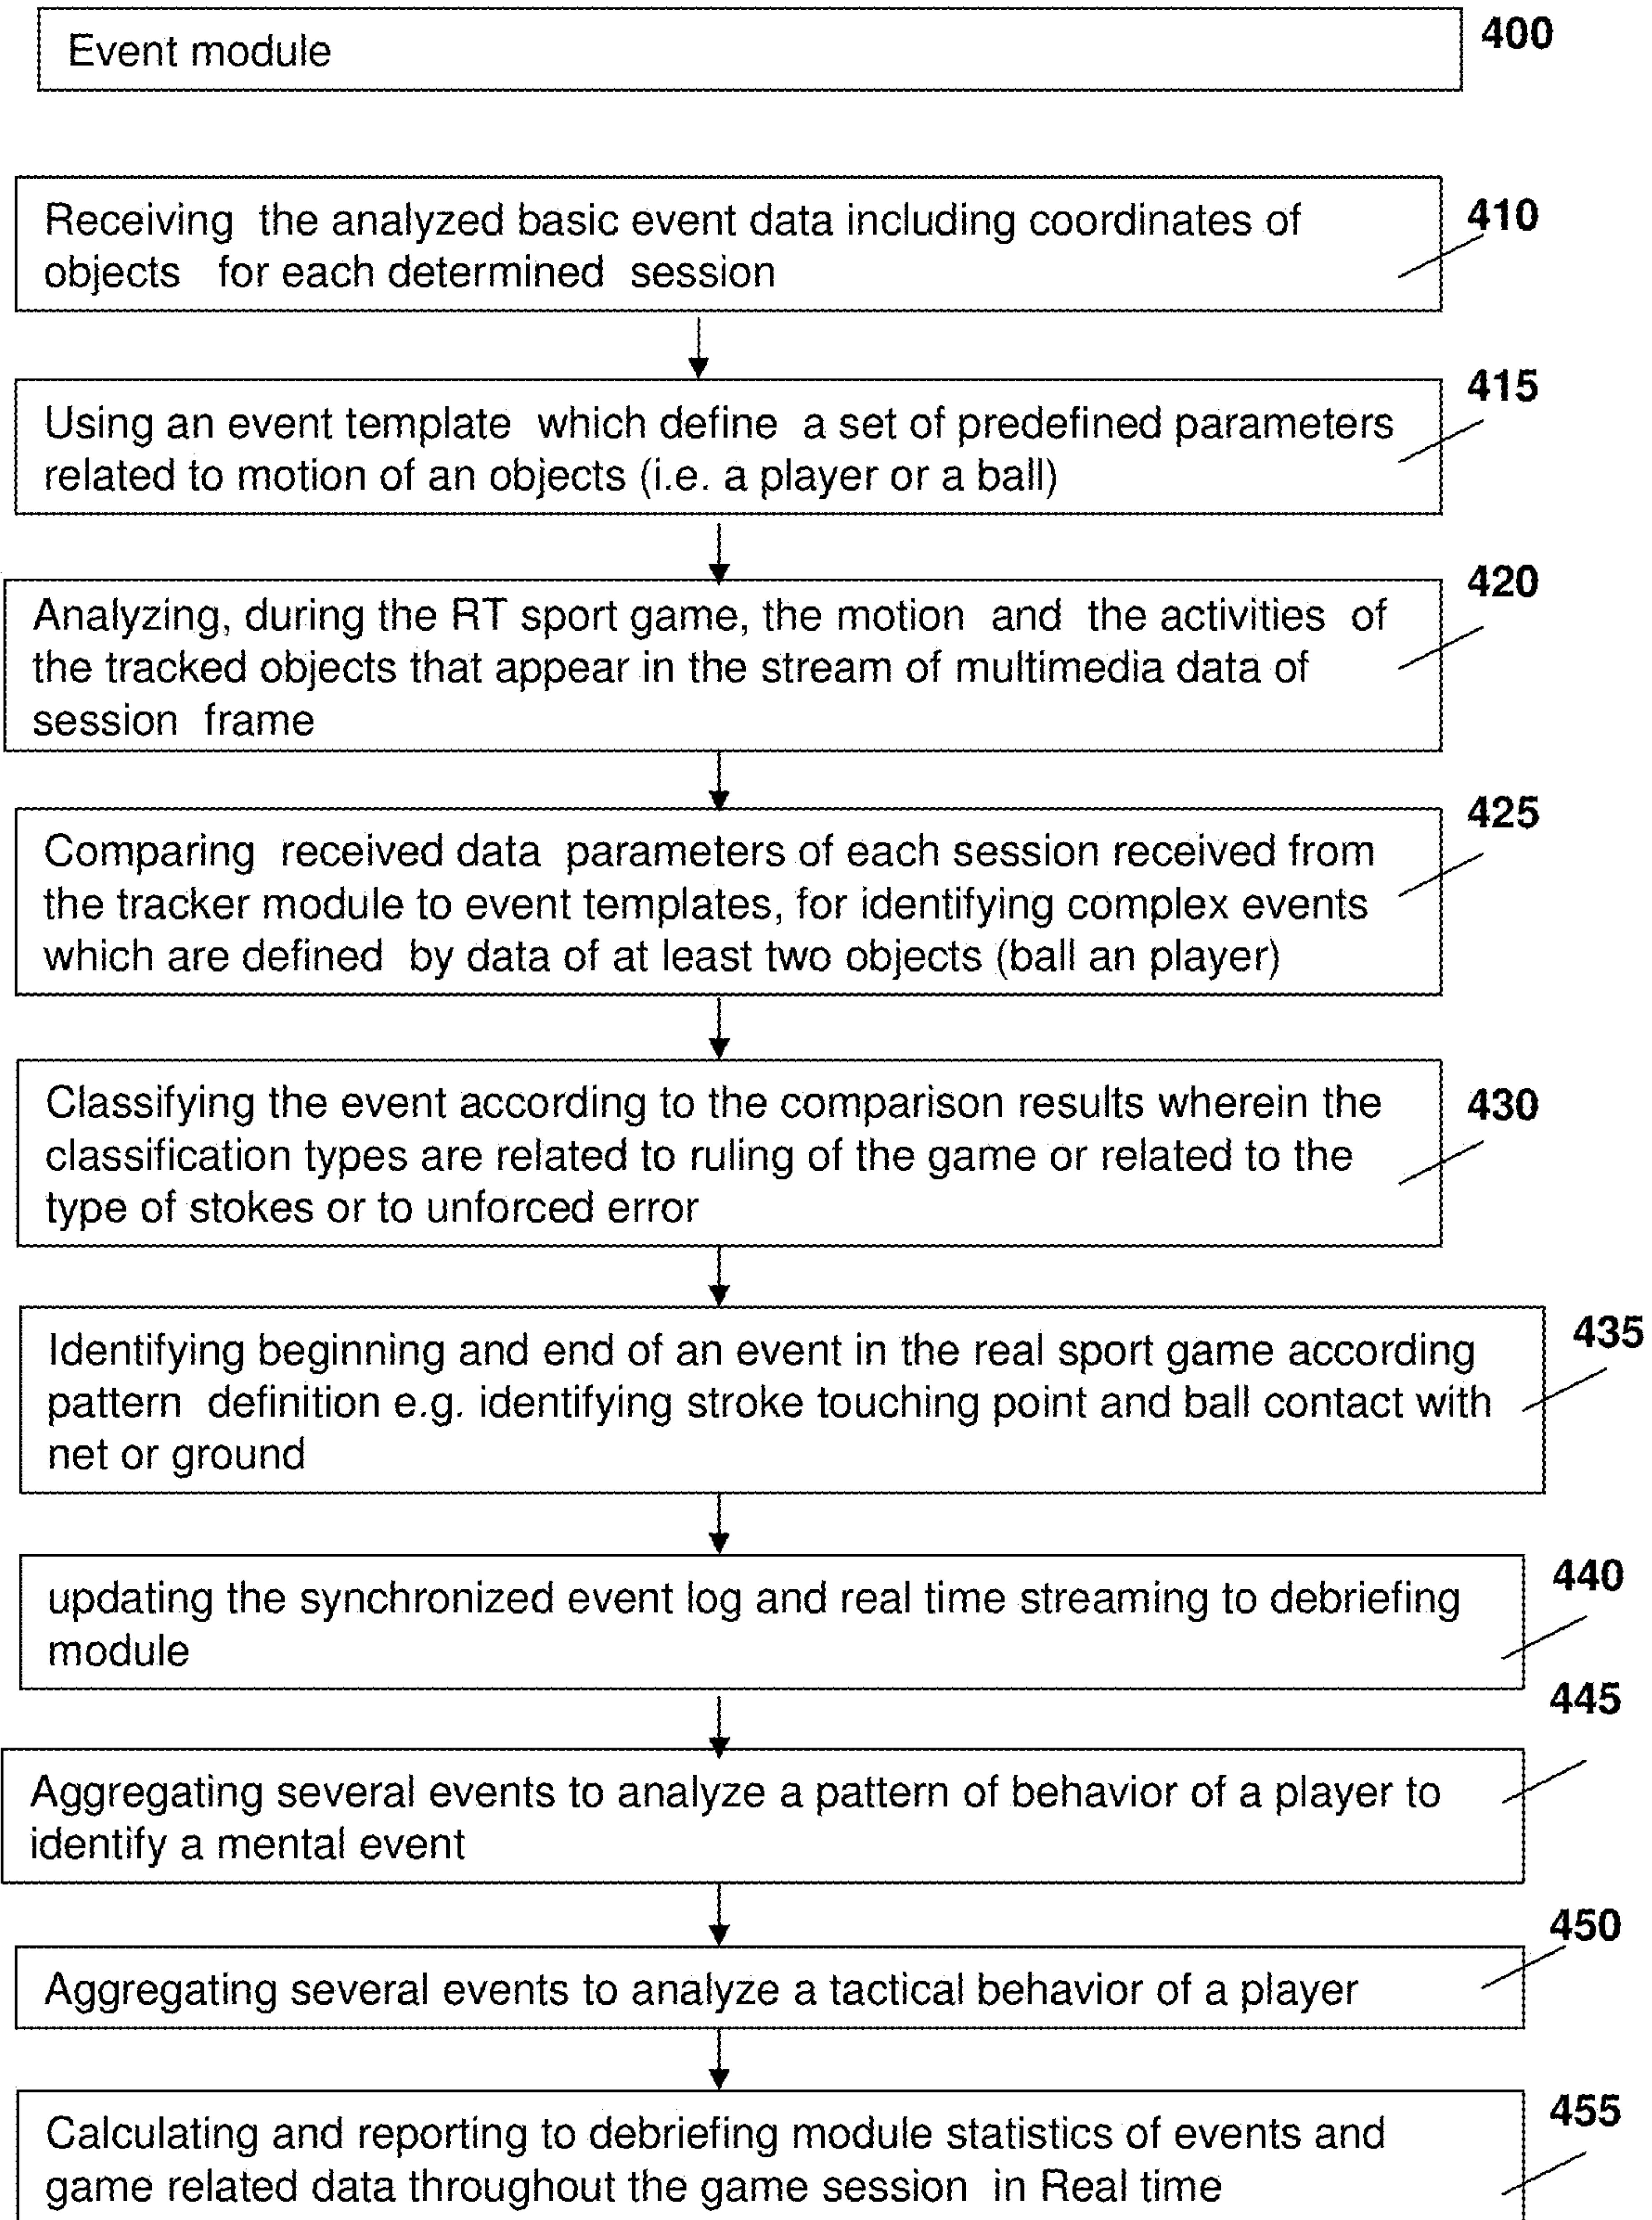 Event module
400
Receiving the analyzed basic event data including coordinates of
objects for each determined session
410
Using an event template which define a set of predefined parameters
related to motion of an objects (i.e. a player or a ball)
415
Analyzing, during the RT sport game, the motion and the activities of
the tracked objects that appear in the stream of multimedia data of
session frame
420
Comparing received data parameters of each session received from
the tracker module to event templates, for identifying complex events
which are defined by data of at least two objects (ball an player)
425
Classifying the event according to the comparison results wherein the
classification types are related to ruling of the game or related to the
type of stokes or to unforced error
430
Identifying beginning and end of an event in the real sport game according
pattern definition e.g. identifying stroke touching point and ball contact with
net or ground
435
updating the synchronized event log and real time streaming to debriefing
module
440
Aggregating several events to analyze a pattern of behavior of a player to
identify a mental event
445
Aggregating several events to analyze a tactical behavior of a player
450
Calculating and reporting to debriefing module statistics of events and
game related data throughout the game session in Real time
455